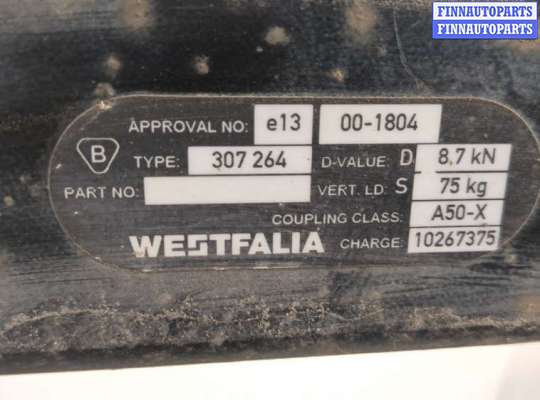 FINNAUTOPARTS
FINNAUTOPARTS
APPROVAL NO: e13 00-1804
B TYPE: 307 264 D-VALUE: D 8,7 kN
PART NO: VERT. LD: S 75 kg
COUPLING CLASS: A50-X
WESTFALIA CHARGE: 10267375